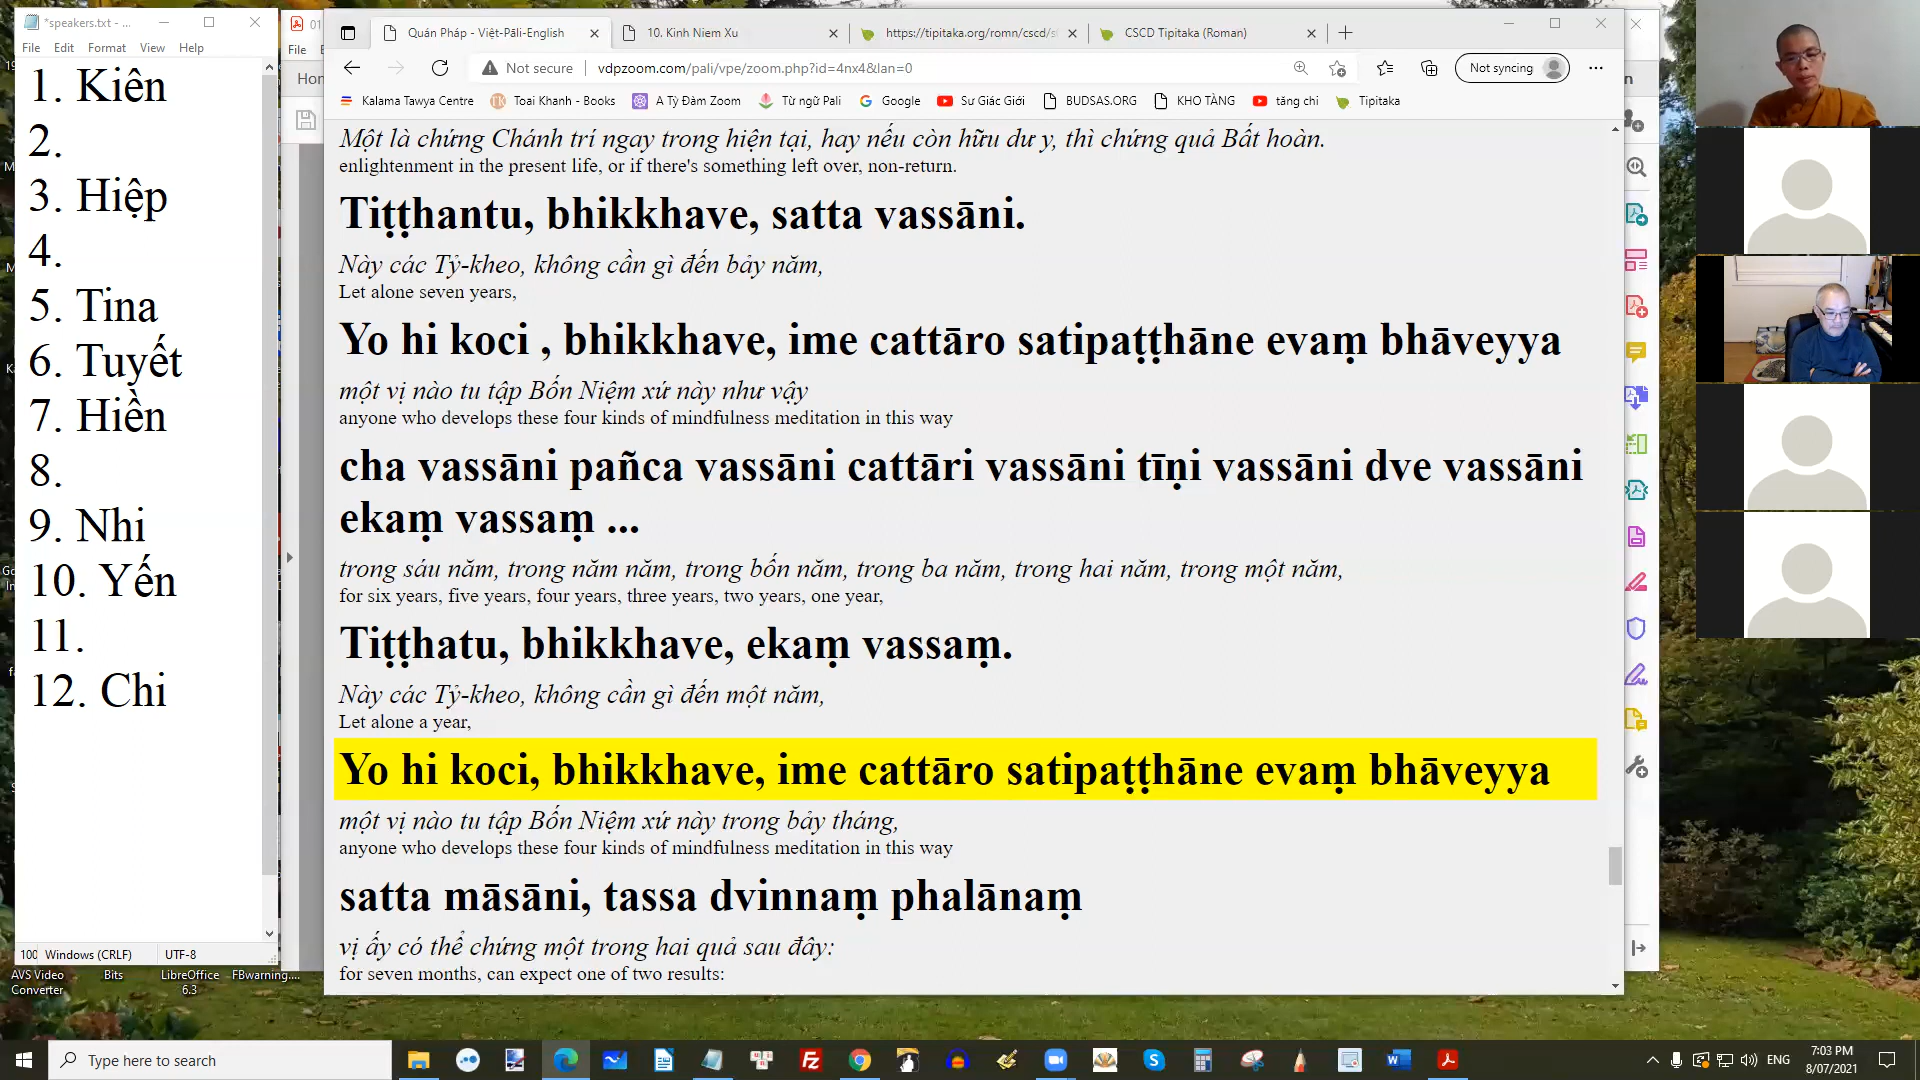 *speakers.txt - ...
File Edit Format View Help
1. Kiên
2.
3. Hiệp
4.
5. Tina
6. Tuyết
7. Hiền
8.
9. Nhi
10. Yến
11.
12. Chi
100 Windows (CRLF) UTF-8
01
File
Hom
Quán Pháp - Việt-Pāli-English
10. Kinh Niem Xu
https://tipitaka.org/romn/cscd/s
CSCD Tipitaka (Roman)
Not secure
vdpzoom.com/pali/vpe/zoom.php?id=4nx4&lan=0
Not syncing
Kalama Tawya Centre
Toai Khanh - Books
A Tỳ Đàm Zoom
Từ ngữ Pali
Google
Sư Giác Giới
BUDSAS.ORG
KHO TÀNG
tăng chi
Tipitaka
Một là chứng Chánh trí ngay trong hiện tại, hay nếu còn hữu dư y, thì chứng quả Bất hoàn.
enlightenment in the present life, or if there's something left over, non-return.
Tiṭṭhantu, bhikkhave, satta vassāni.
Này các Tỷ-kheo, không cần gì đến bảy năm,
Let alone seven years,
Yo hi koci , bhikkhave, ime cattāro satipaṭṭhāne evaṃ bhāveyya
một vị nào tu tập Bốn Niệm xứ này như vậy
anyone who develops these four kinds of mindfulness meditation in this way
cha vassāni pañca vassāni cattāri vassāni tīṇi vassāni dve vassāni
ekaṃ vassaṃ ...
trong sáu năm, trong năm năm, trong bốn năm, trong ba năm, trong hai năm, trong một năm,
for six years, five years, four years, three years, two years, one year,
Tiṭṭhatu, bhikkhave, ekaṃ vassaṃ.
Này các Tỷ-kheo, không cần gì đến một năm,
Let alone a year,
Yo hi koci, bhikkhave, ime cattāro satipaṭṭhāne evaṃ bhāveyya
một vị nào tu tập Bốn Niệm xứ này trong bảy tháng,
anyone who develops these four kinds of mindfulness meditation in this way
satta māsāni, tassa dvinnaṃ phalānaṃ
vị ấy có thể chứng một trong hai quả sau đây:
for seven months, can expect one of two results:
AVS Video
Converter
Bits
LibreOffice
6.3
FBwarning....
Type here to search
ENG
7:03 PM
8/07/2021